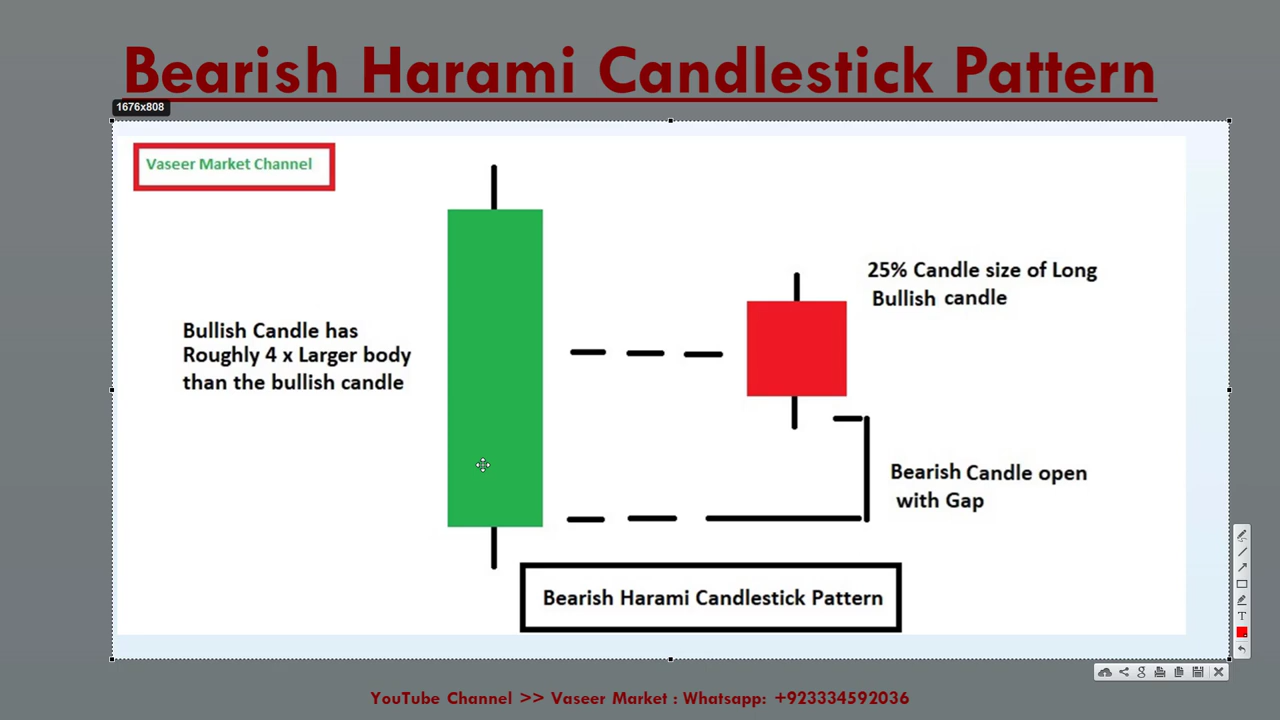 Bearish Harami Candlestick Pattern
1676x808
Vaseer Market Channel
25% Candle size of Long
Bullish candle
Bullish Candle has
Roughly 4 x Larger body
than the bullish candle
Bearish Candle open
with Gap
Bearish Harami Candlestick Pattern
YouTube Channel >> Vaseer Market : Whatsapp: +923334592036